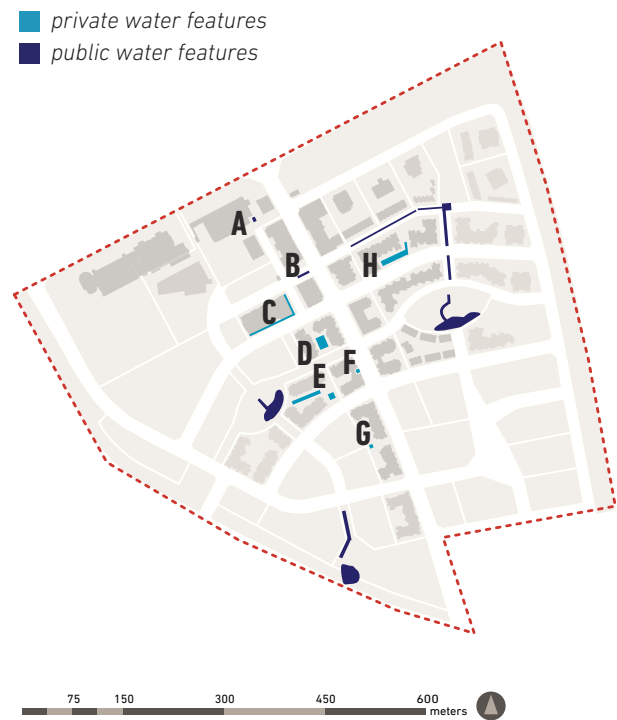 private water features
public water features
A
B
H
C
D
F
E
G
75 150 300 450 600
meters